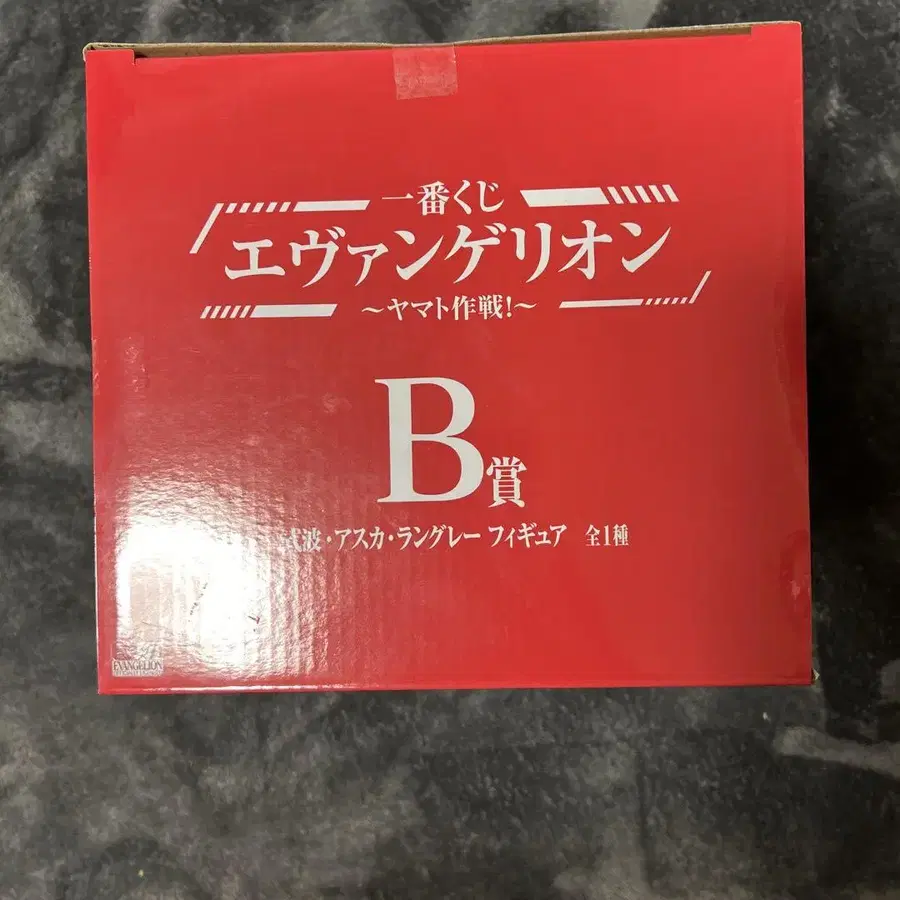 一番くじ
エヴァンゲリオン
～ヤマト作戦!～
B賞
式波・アスカ・ラングレー フィギュア 全1種
EVANGELION